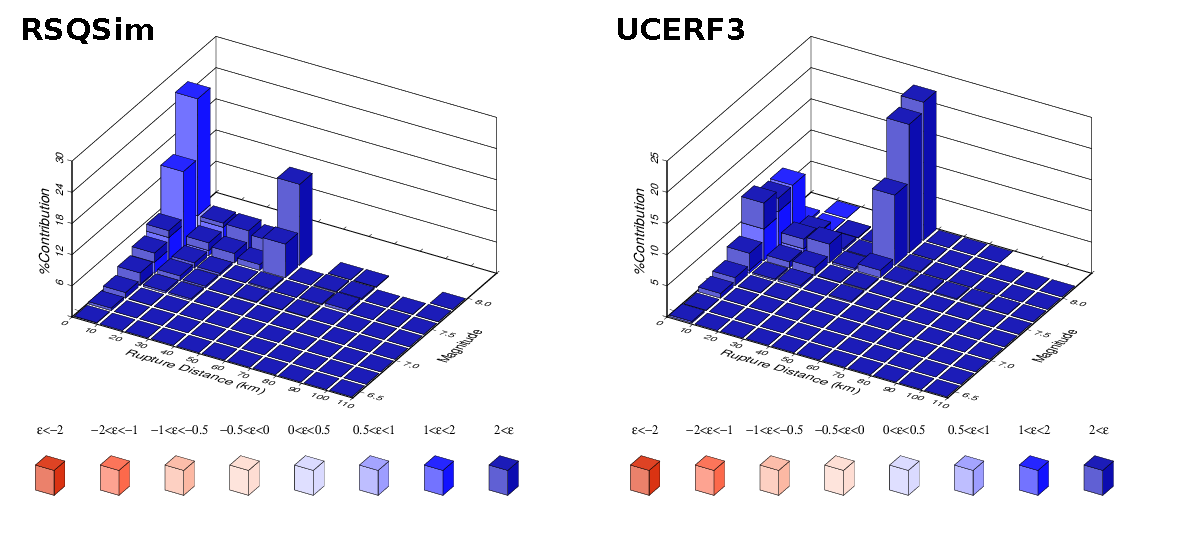 RSQSim
%Contribution
30
24
18
12
6
0
10
20
30
40
50
60
70
80
90
100
110
Rupture Distance (km)
6.5
7.0
7.5
8.0
Magnitude
ε<−2
−2<ε<−1
−1<ε<−0.5
−0.5<ε<0
0<ε<0.5
0.5<ε<1
1<ε<2
2<ε
UCERF3
%Contribution
25
20
15
10
5
0
10
20
30
40
50
60
70
80
90
100
110
Rupture Distance (km)
6.5
7.0
7.5
8.0
Magnitude
ε<−2
−2<ε<−1
−1<ε<−0.5
−0.5<ε<0
0<ε<0.5
0.5<ε<1
1<ε<2
2<ε